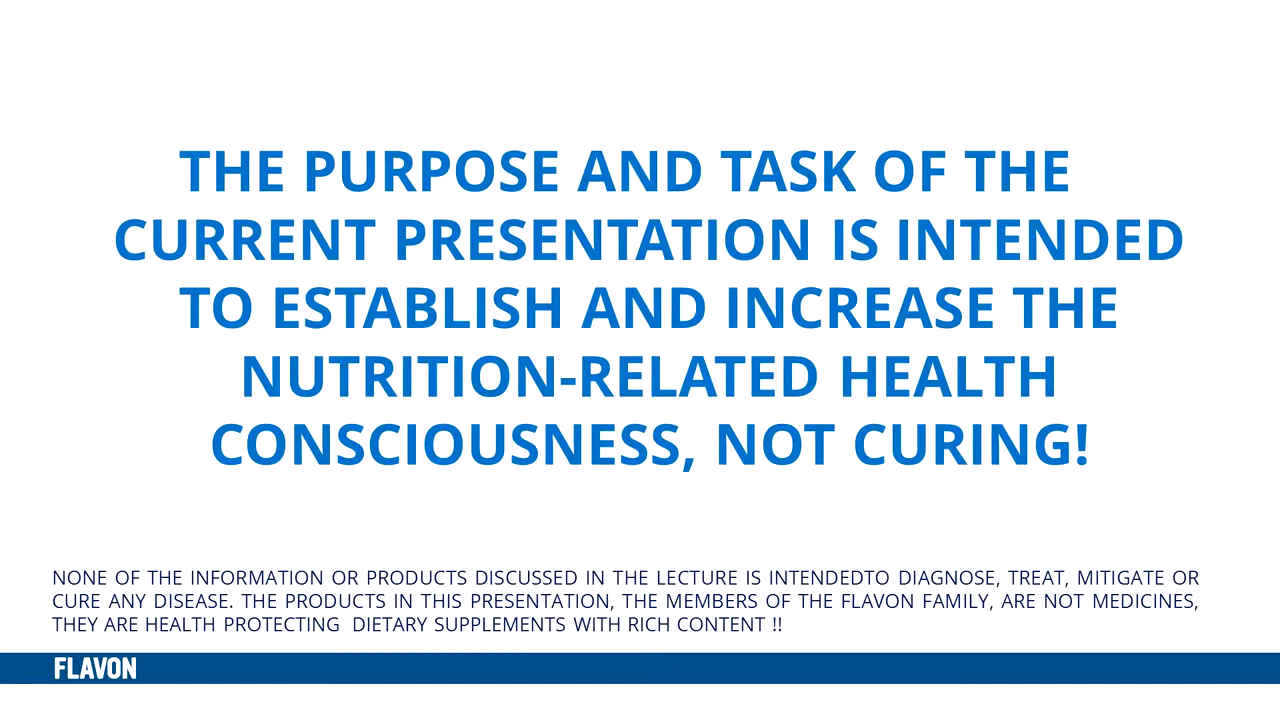 THE PURPOSE AND TASK OF THE
CURRENT PRESENTATION IS INTENDED
TO ESTABLISH AND INCREASE THE
NUTRITION-RELATED HEALTH
CONSCIOUSNESS, NOT CURING!
NONE OF THE INFORMATION OR PRODUCTS DISCUSSED IN THE LECTURE IS INTENDEDTO DIAGNOSE, TREAT, MITIGATE OR
CURE ANY DISEASE. THE PRODUCTS IN THIS PRESENTATION, THE MEMBERS OF THE FLAVON FAMILY, ARE NOT MEDICINES,
THEY ARE HEALTH PROTECTING  DIETARY SUPPLEMENTS WITH RICH CONTENT !!
FLAVON